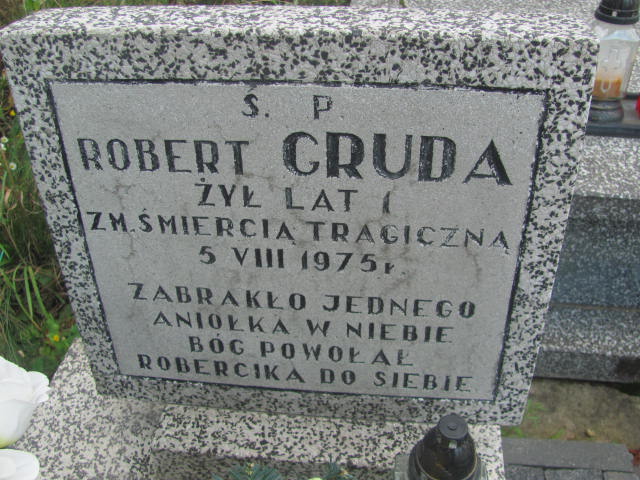 Ś. P.
ROBERT GRUDA
ŻYŁ LAT 1
ZM. ŚMIERCIĄ TRAGICZNĄ
5 VIII 1975 r.
ZABRAKŁO JEDNEGO
ANIOŁKA W NIEBIE
BÓG POWOŁAŁ
ROBERCIKA DO SIEBIE